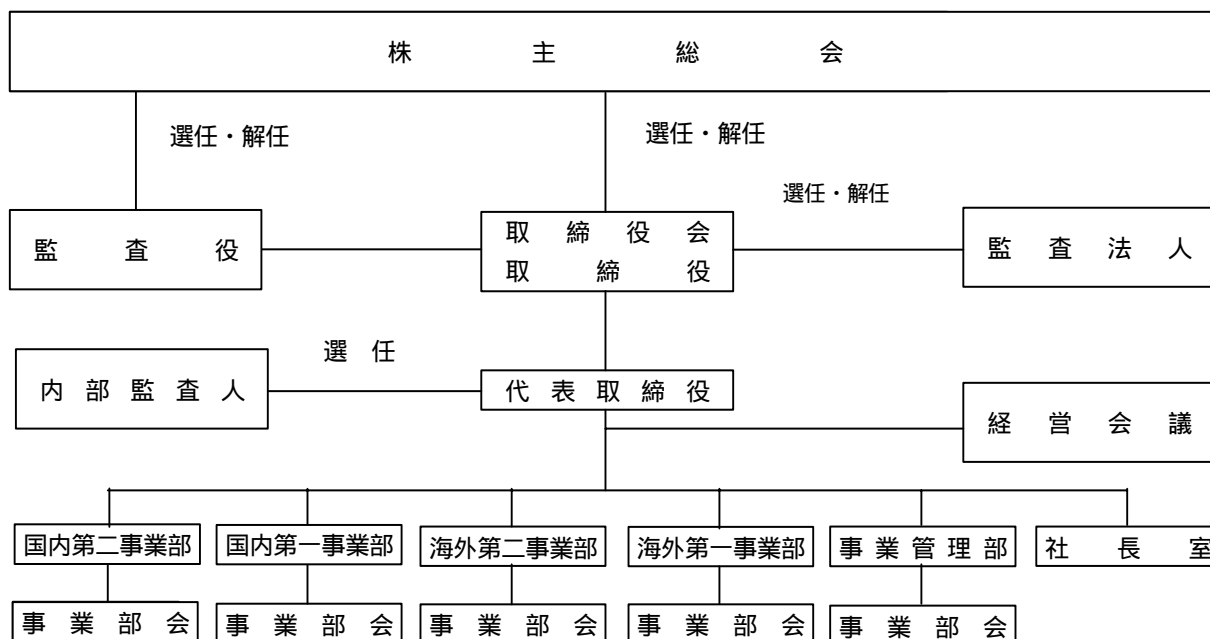 株主総会
選任・解任
選任・解任
選任・解任
監査役
取締役会
取締役
監査法人
選任
内部監査人
代表取締役
経営会議
国内第二事業部
国内第一事業部
海外第二事業部
海外第一事業部
事業管理部
社長室
事業部会
事業部会
事業部会
事業部会
事業部会